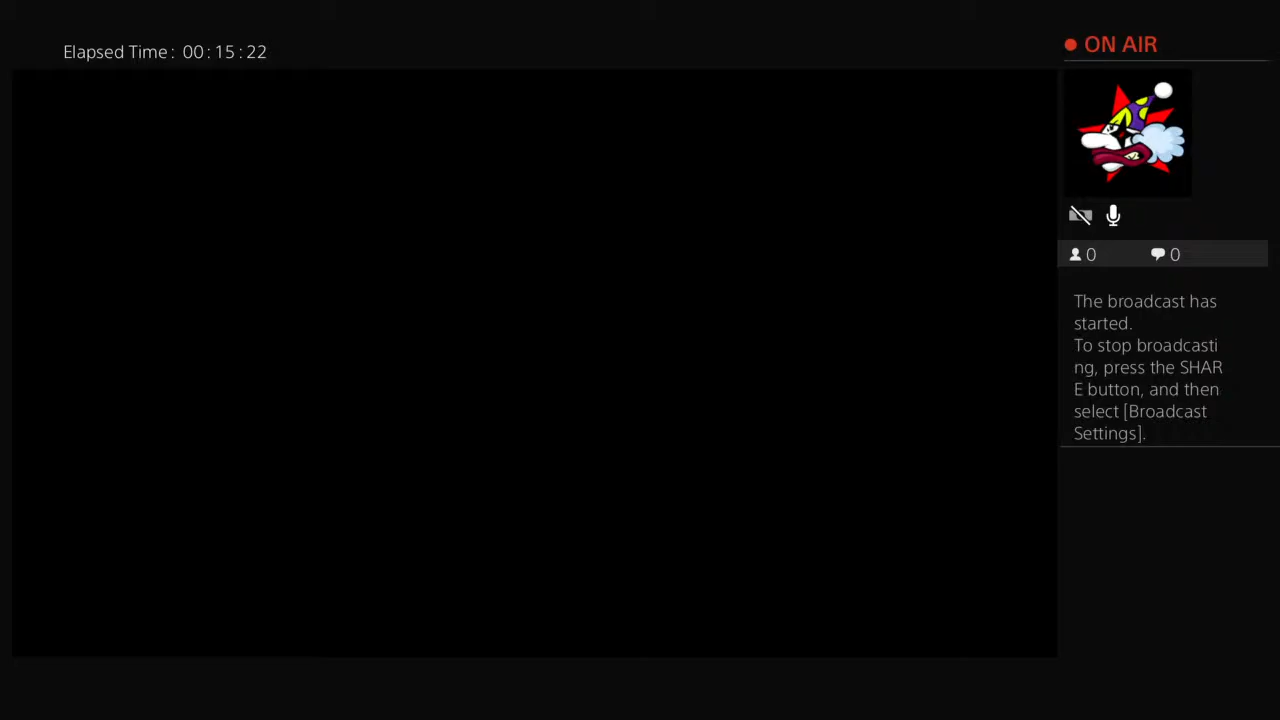 Elapsed Time: 00:15:22
ON AIR
0 0
The broadcast has
started.
To stop broadcasti
ng, press the SHAR
E button, and then
select [Broadcast
Settings].